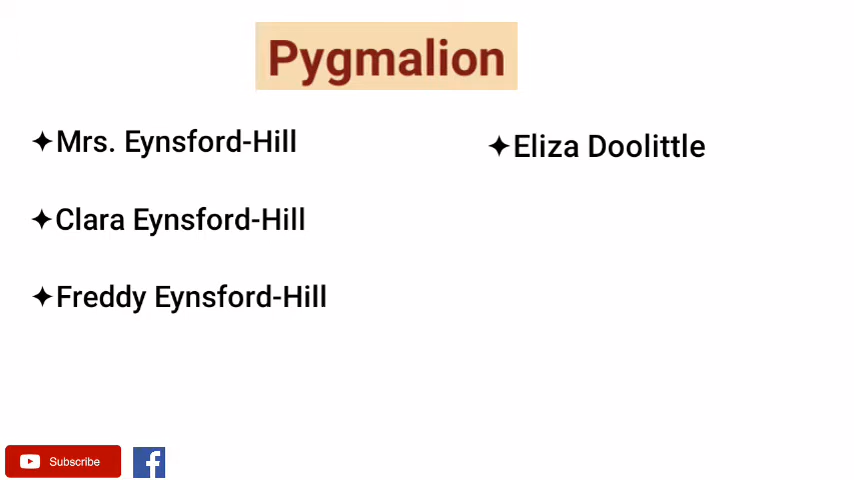 Pygmalion
✦Mrs. Eynsford-Hill
✦Clara Eynsford-Hill
✦Freddy Eynsford-Hill
✦Eliza Doolittle
Subscribe